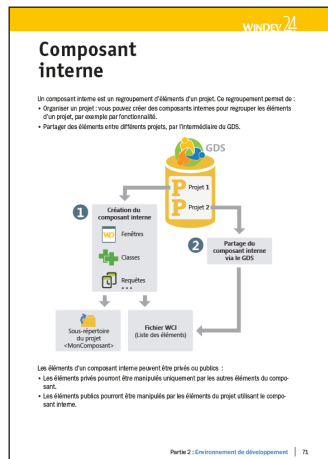 WINDEV 24
Composant
interne
Un composant interne est un regroupement d'éléments d'un projet. Ce regroupement permet de :
• Organiser un projet : vous pouvez créer des composants internes pour regrouper les éléments
d'un projet, par exemple par fonctionnalité.
• Partager des éléments entre différents projets, par l'intermédiaire du GDS.
GDS
Projet 1
Projet 2
1
Création du
composant interne
Fenêtres
Classes
Requêtes
...
2
Partage du
composant interne
via le GDS
Sous-répertoire
du projet
<MonComposant>
Fichier WCI
(Liste des éléments)
Les éléments d'un composant interne peuvent être privés ou publics :
• Les éléments privés pourront être manipulés uniquement par les autres éléments du compo-
sant.
• Les éléments publics pourront être manipulés par les éléments du projet utilisant le compo-
sant interne.
Partie 2 : Environnement de développement | 71